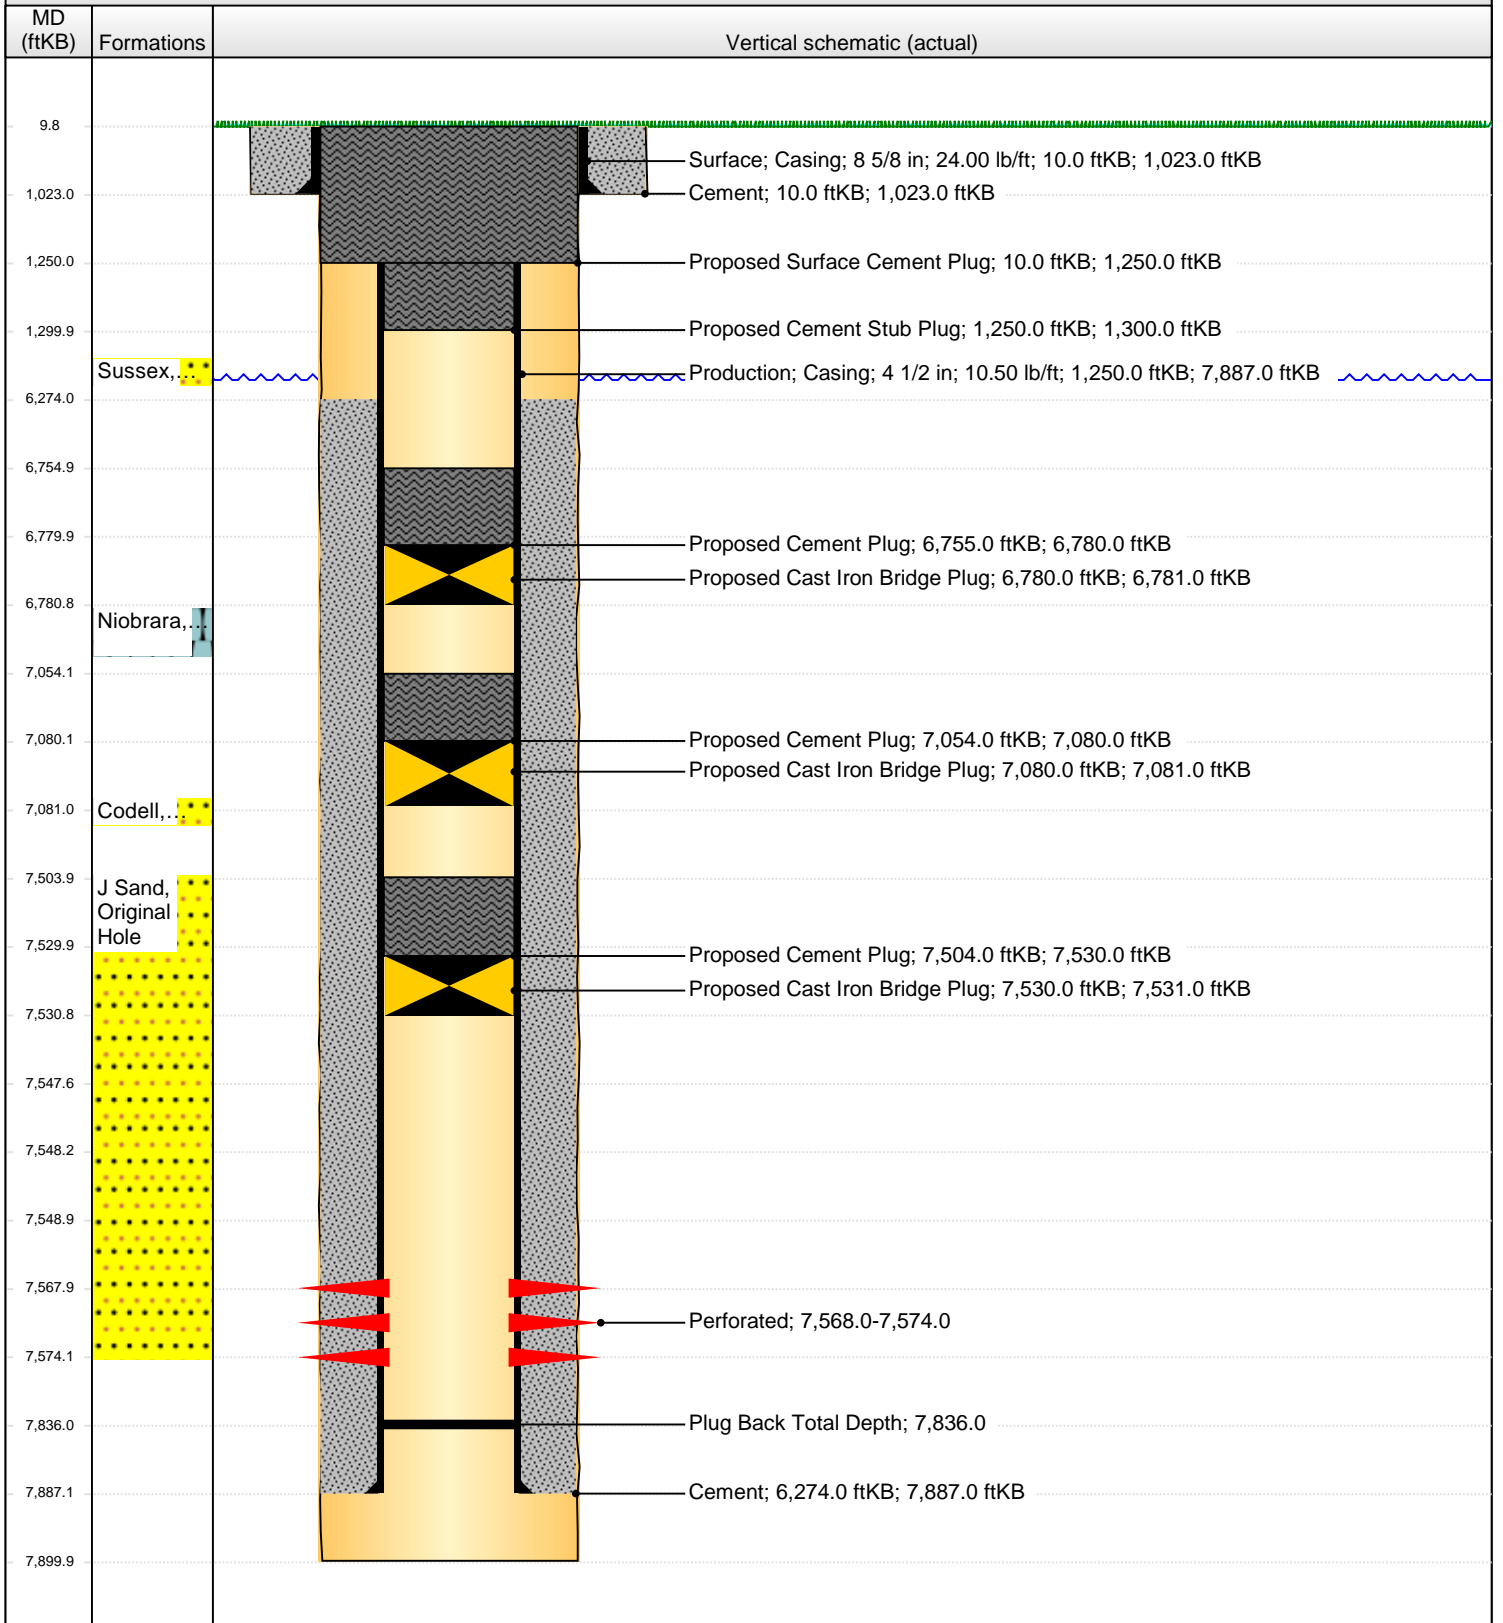 MD
(ftKB)
Formations
Vertical schematic (actual)
9.8
Surface; Casing; 8 5/8 in; 24.00 lb/ft; 10.0 ftKB; 1,023.0 ftKB
1,023.0
Cement; 10.0 ftKB; 1,023.0 ftKB
1,250.0
Proposed Surface Cement Plug; 10.0 ftKB; 1,250.0 ftKB
1,299.9
Proposed Cement Stub Plug; 1,250.0 ftKB; 1,300.0 ftKB
Sussex,...
Production; Casing; 4 1/2 in; 10.50 lb/ft; 1,250.0 ftKB; 7,887.0 ftKB
6,274.0
6,754.9
6,779.9
Proposed Cement Plug; 6,755.0 ftKB; 6,780.0 ftKB
Proposed Cast Iron Bridge Plug; 6,780.0 ftKB; 6,781.0 ftKB
6,780.8
Niobrara,...
7,054.1
7,080.1
Proposed Cement Plug; 7,054.0 ftKB; 7,080.0 ftKB
Proposed Cast Iron Bridge Plug; 7,080.0 ftKB; 7,081.0 ftKB
7,081.0
Codell,...
7,503.9
J Sand,
Original
Hole
7,529.9
Proposed Cement Plug; 7,504.0 ftKB; 7,530.0 ftKB
Proposed Cast Iron Bridge Plug; 7,530.0 ftKB; 7,531.0 ftKB
7,530.8
7,547.6
7,548.2
7,548.9
7,567.9
Perforated; 7,568.0-7,574.0
7,574.1
7,836.0
Plug Back Total Depth; 7,836.0
7,887.1
Cement; 6,274.0 ftKB; 7,887.0 ftKB
7,899.9